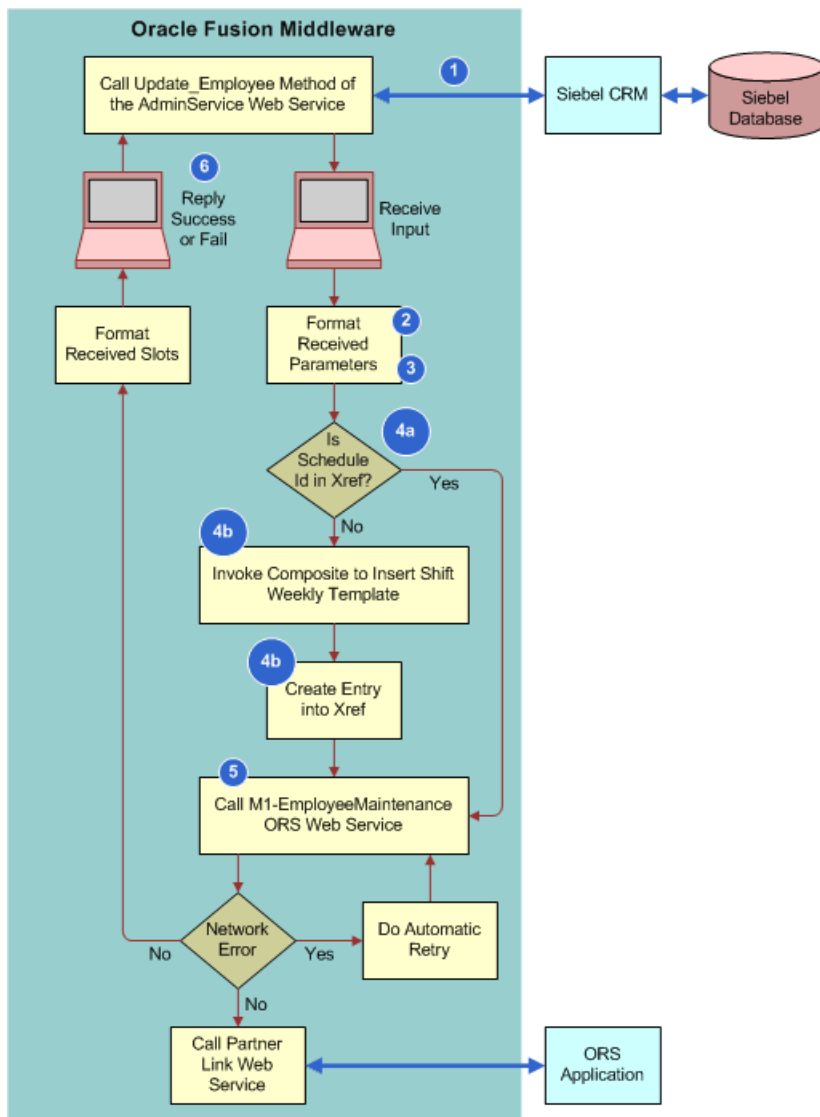 Oracle Fusion Middleware
Call Update_Employee Method of
the AdminService Web Service
1
Siebel CRM
Siebel
Database
6
Reply
Success
or Fail
Receive
Input
Format
Received Slots
Format
Received
Parameters
2
3
4a
Is
Schedule
Id in Xref?
Yes
No
4b
Invoke Composite to Insert Shift
Weekly Template
4b
Create Entry
into Xref
5
Call M1-EmployeeMaintenance
ORS Web Service
Network
Error
No
Yes
Do Automatic
Retry
No
Call Partner
Link Web
Service
ORS
Application